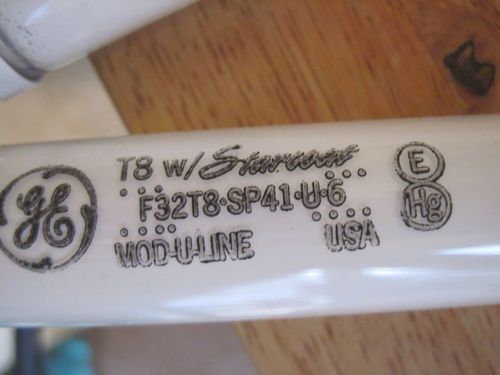 GE
T8 w/ Starcoat
F32T8·SP41·U·6
MOD-U-LINE USA
E
Hg